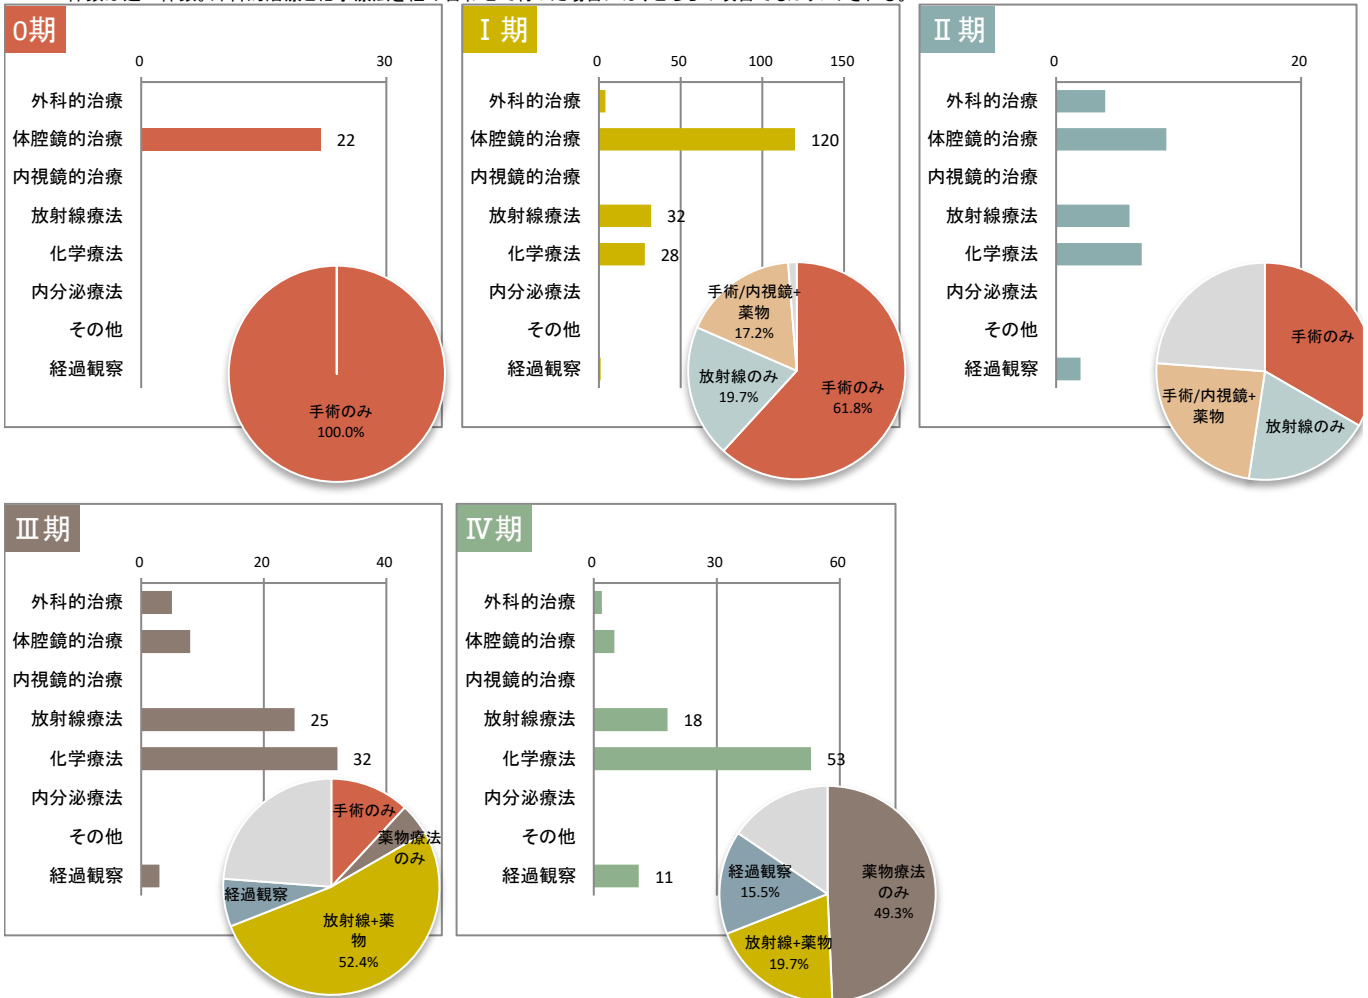 0期
0 30
外科的治療
体腔鏡的治療 22
内視鏡的治療
放射線療法
化学療法
内分泌療法
その他
経過観察
手術のみ
100.0%
Ⅰ期
0 50 100 150
外科的治療
体腔鏡的治療 120
内視鏡的治療
放射線療法 32
化学療法 28
内分泌療法
その他
経過観察
手術/内視鏡+
薬物
17.2%
放射線のみ
19.7%
手術のみ
61.8%
Ⅱ期
0 20
外科的治療
体腔鏡的治療
内視鏡的治療
放射線療法
化学療法
内分泌療法
その他
経過観察
手術のみ
手術/内視鏡+
薬物
放射線のみ
Ⅲ期
0 20 40
外科的治療
体腔鏡的治療
内視鏡的治療
放射線療法 25
化学療法 32
内分泌療法
その他
経過観察
手術のみ
薬物療法
のみ
経過観察
放射線+薬
物
52.4%
Ⅳ期
0 30 60
外科的治療
体腔鏡的治療
内視鏡的治療
放射線療法 18
化学療法 53
内分泌療法
その他
経過観察 11
経過観察
15.5%
薬物療法
のみ
49.3%
放射線+薬物
19.7%